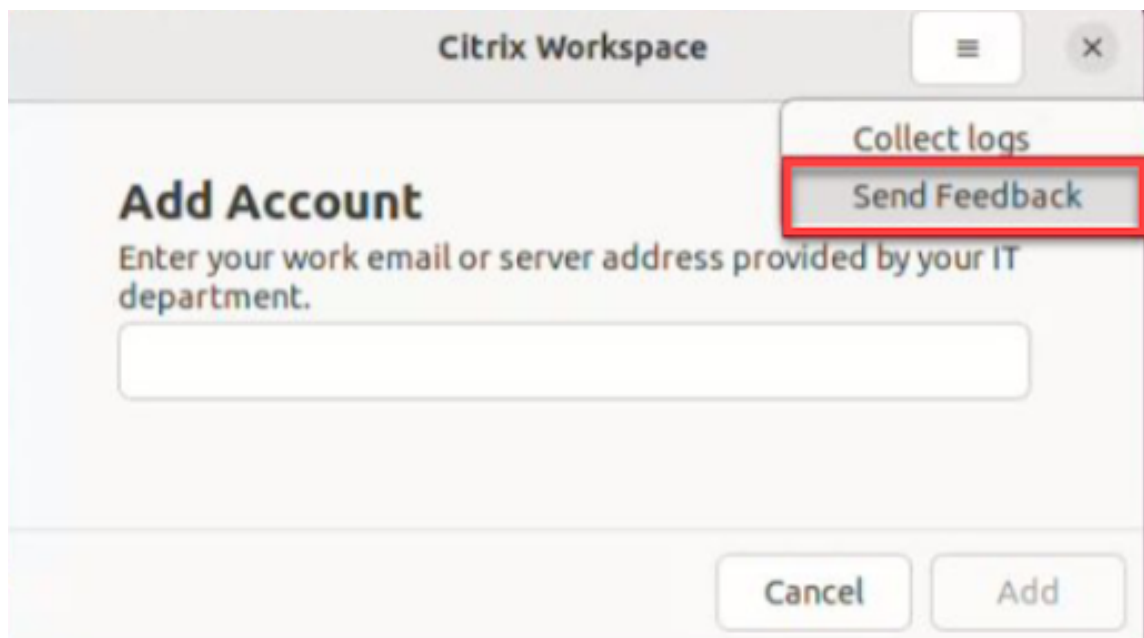 Citrix Workspace
Collect logs
Send Feedback
Add Account
Enter your work email or server address provided by your IT
department.
Cancel
Add